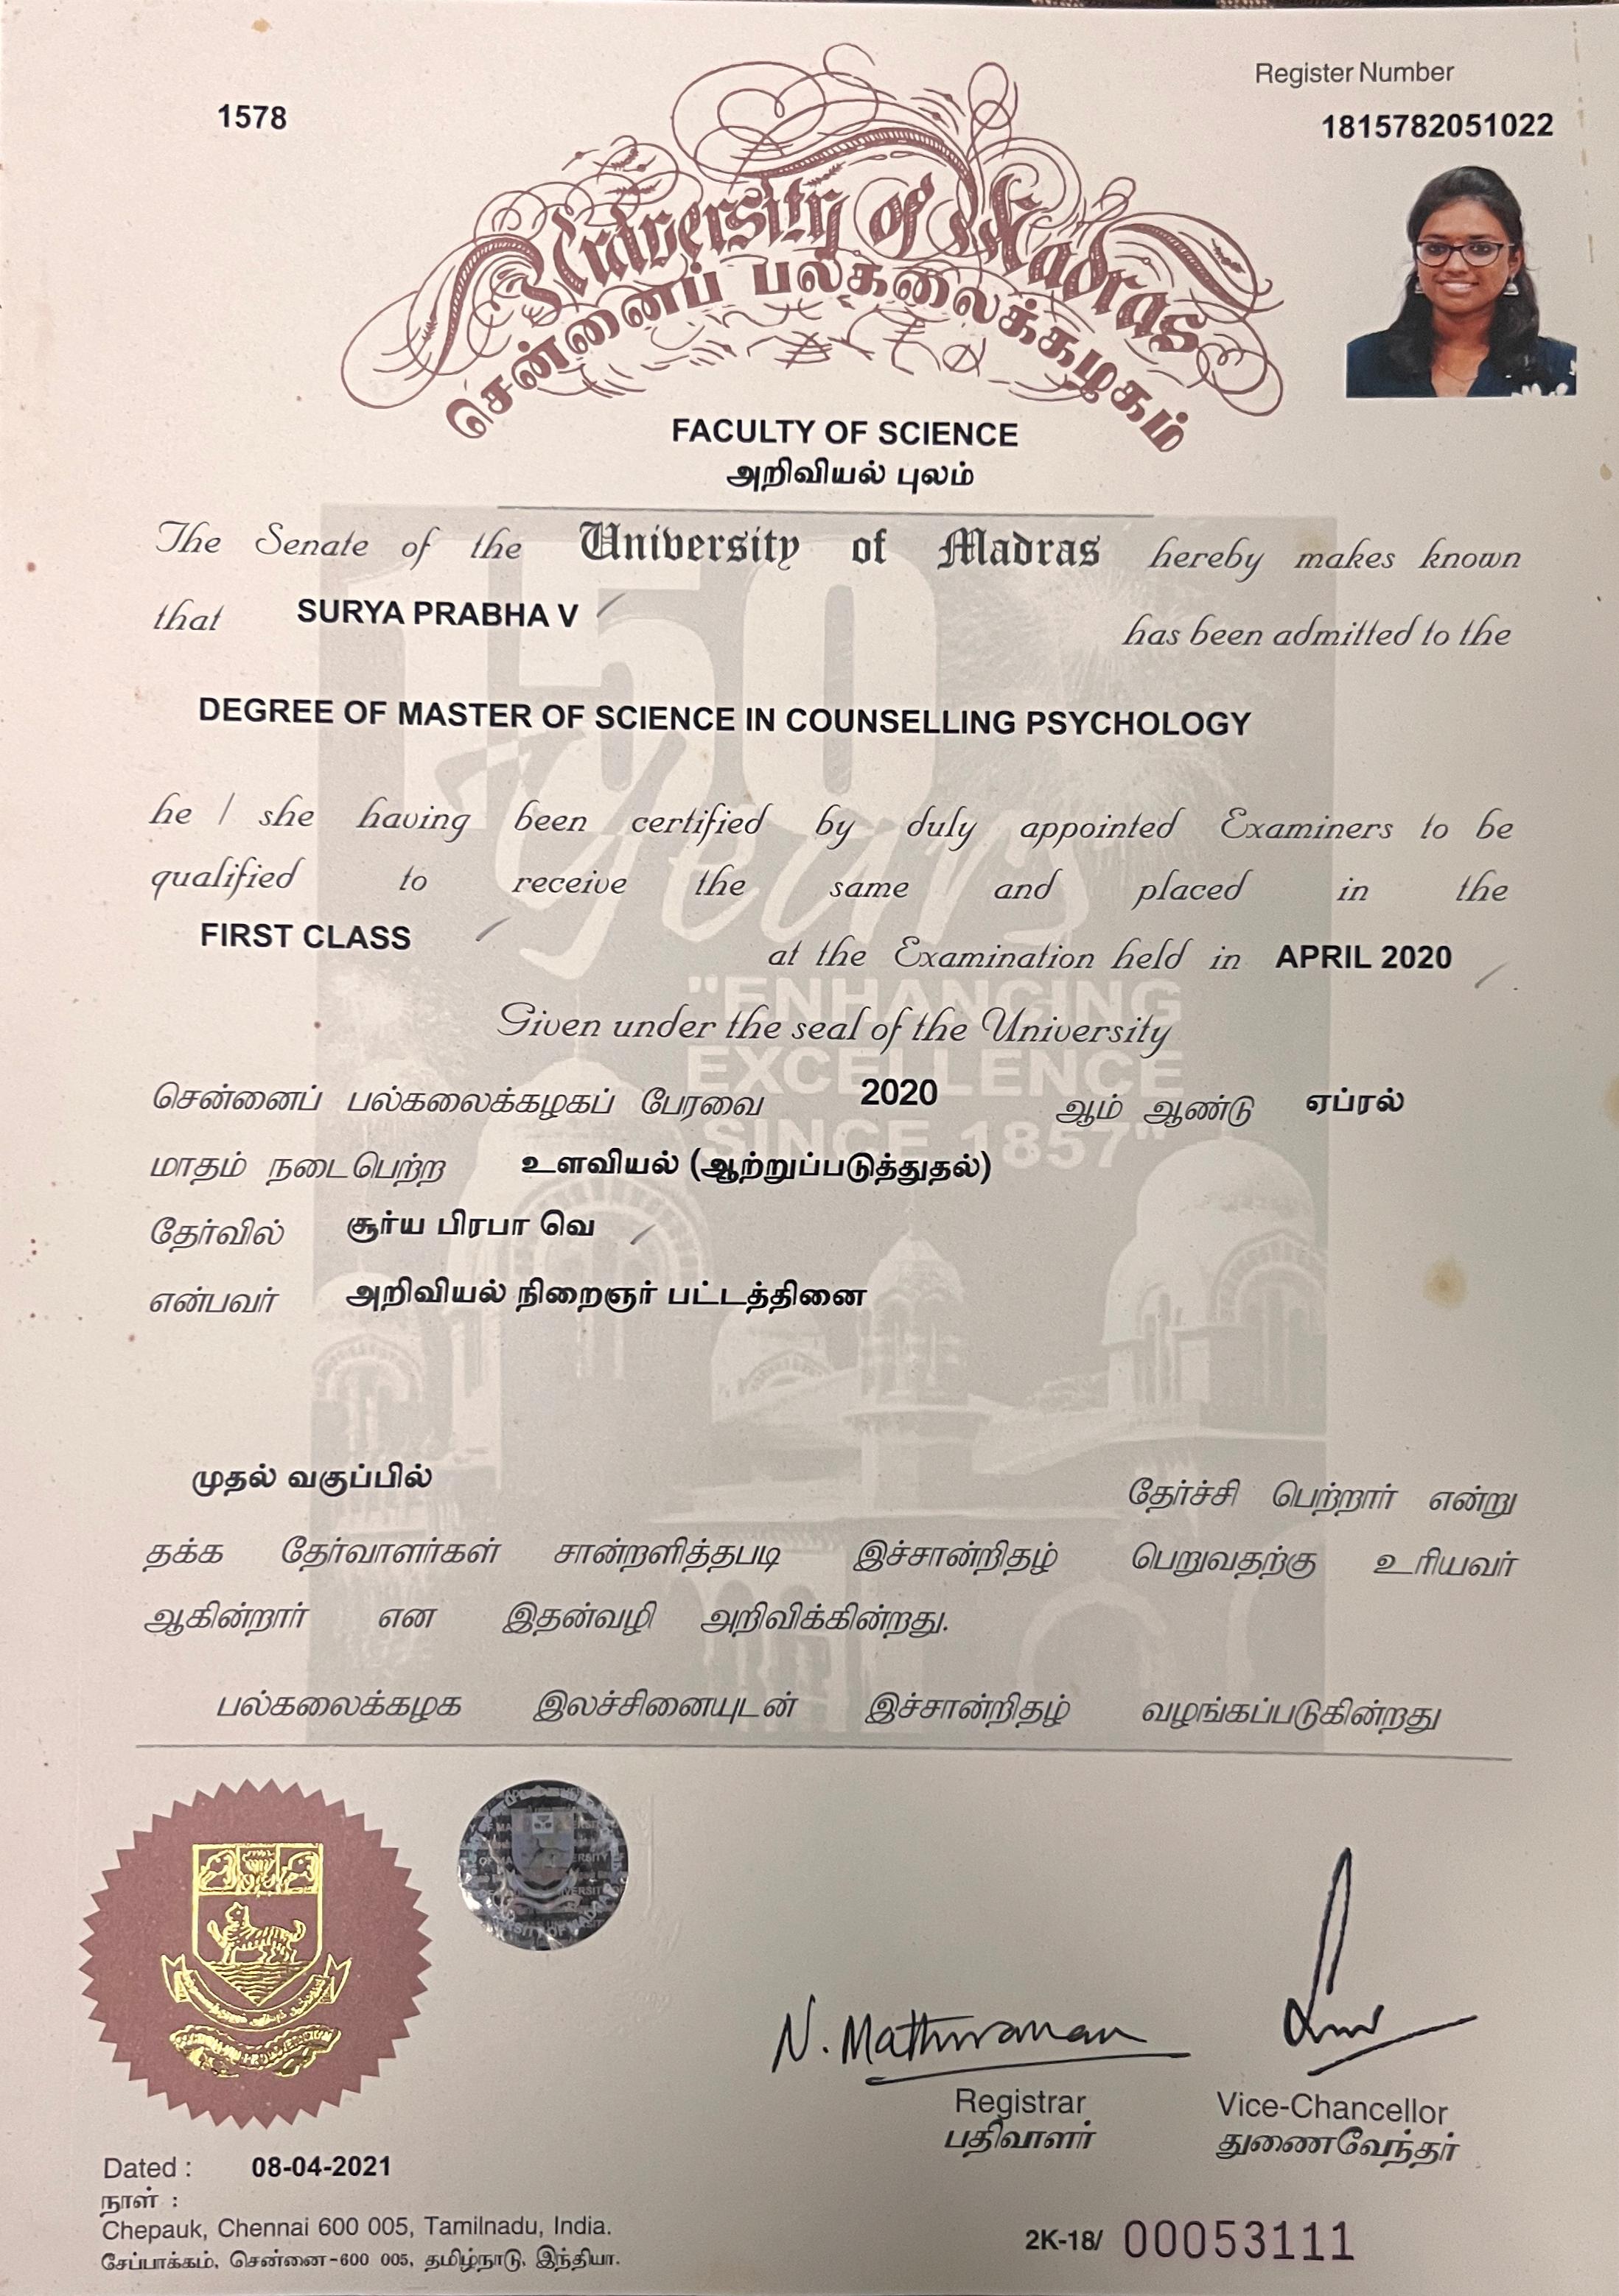 1578
Register Number
1815782051022
University of Madras
சென்னைப் பல்கலைக்கழகம்
FACULTY OF SCIENCE
அறிவியல் புலம்
The Senate of the University of Madras hereby makes known
that SURYA PRABHA V has been admitted to the
DEGREE OF MASTER OF SCIENCE IN COUNSELLING PSYCHOLOGY
he / she having been certified by duly appointed Examiners to be
qualified to receive the same and placed in the
FIRST CLASS at the Examination held in APRIL 2020
Given under the seal of the University
150
Years
"ENHANCING
EXCELLENCE
SINCE 1857"
சென்னைப் பல்கலைக்கழகப் பேரவை 2020 ஆம் ஆண்டு ஏப்ரல்
மாதம் நடைபெற்ற உளவியல் (ஆற்றுப்படுத்துதல்)
தேர்வில் சூர்ய பிரபா வெ
என்பவர் அறிவியல் நிறைஞர் பட்டத்தினை
முதல் வகுப்பில் தேர்ச்சி பெற்றார் என்று
தக்க தேர்வாளர்கள் சான்றளித்தபடி இச்சான்றிதழ் பெறுவதற்கு உரியவர்
ஆகின்றார் என இதன்வழி அறிவிக்கின்றது.
பல்கலைக்கழக இலச்சினையுடன் இச்சான்றிதழ் வழங்கப்படுகின்றது
N. Mathivanan
Registrar
பதிவாளர்
Vice-Chancellor
துணைவேந்தர்
Dated : 08-04-2021
நாள் :
Chepauk, Chennai 600 005, Tamilnadu, India.
சேப்பாக்கம், சென்னை-600 005, தமிழ்நாடு, இந்தியா.
2K-18/ 00053111